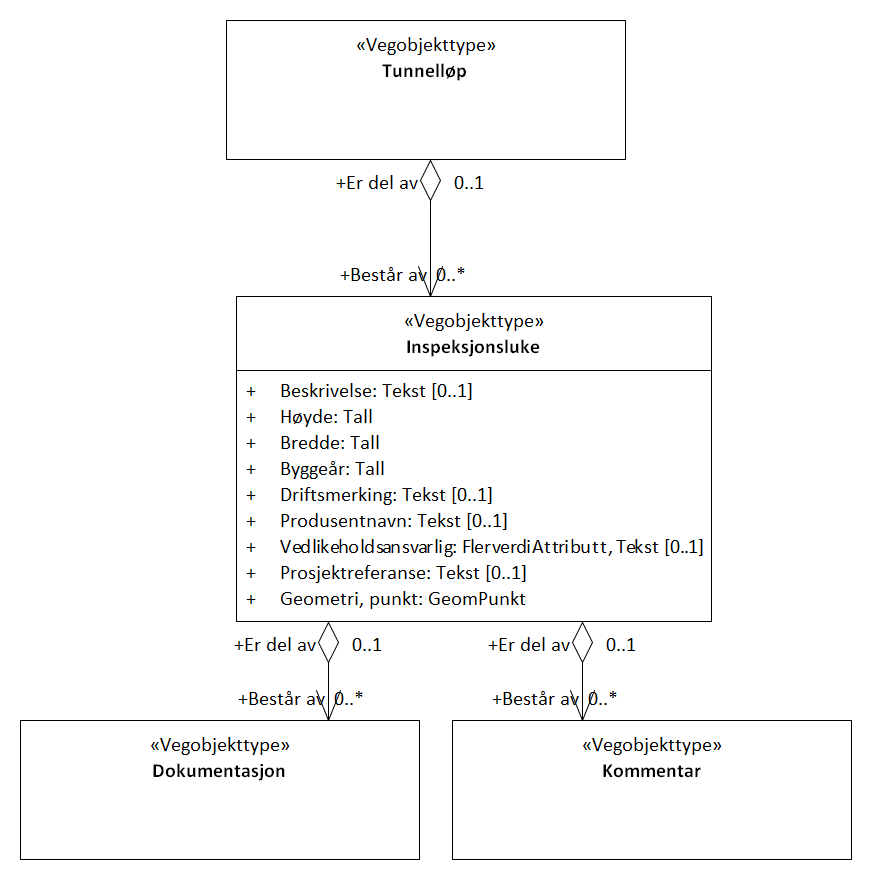 «Vegobjekttype»
Tunnelløp
+Er del av 0..1
+Består av 0..*
«Vegobjekttype»
Inspeksjonsluke
+ Beskrivelse: Tekst [0..1]
+ Høyde: Tall
+ Bredde: Tall
+ Byggeår: Tall
+ Driftsmerking: Tekst [0..1]
+ Produsentnavn: Tekst [0..1]
+ Vedlikeholdsansvarlig: FlerverdiAttributt, Tekst [0..1]
+ Prosjektreferanse: Tekst [0..1]
+ Geometri, punkt: GeomPunkt
+Er del av 0..1 +Er del av 0..1
+Består av 0..* +Består av 0..*
«Vegobjekttype» «Vegobjekttype»
Dokumentasjon Kommentar